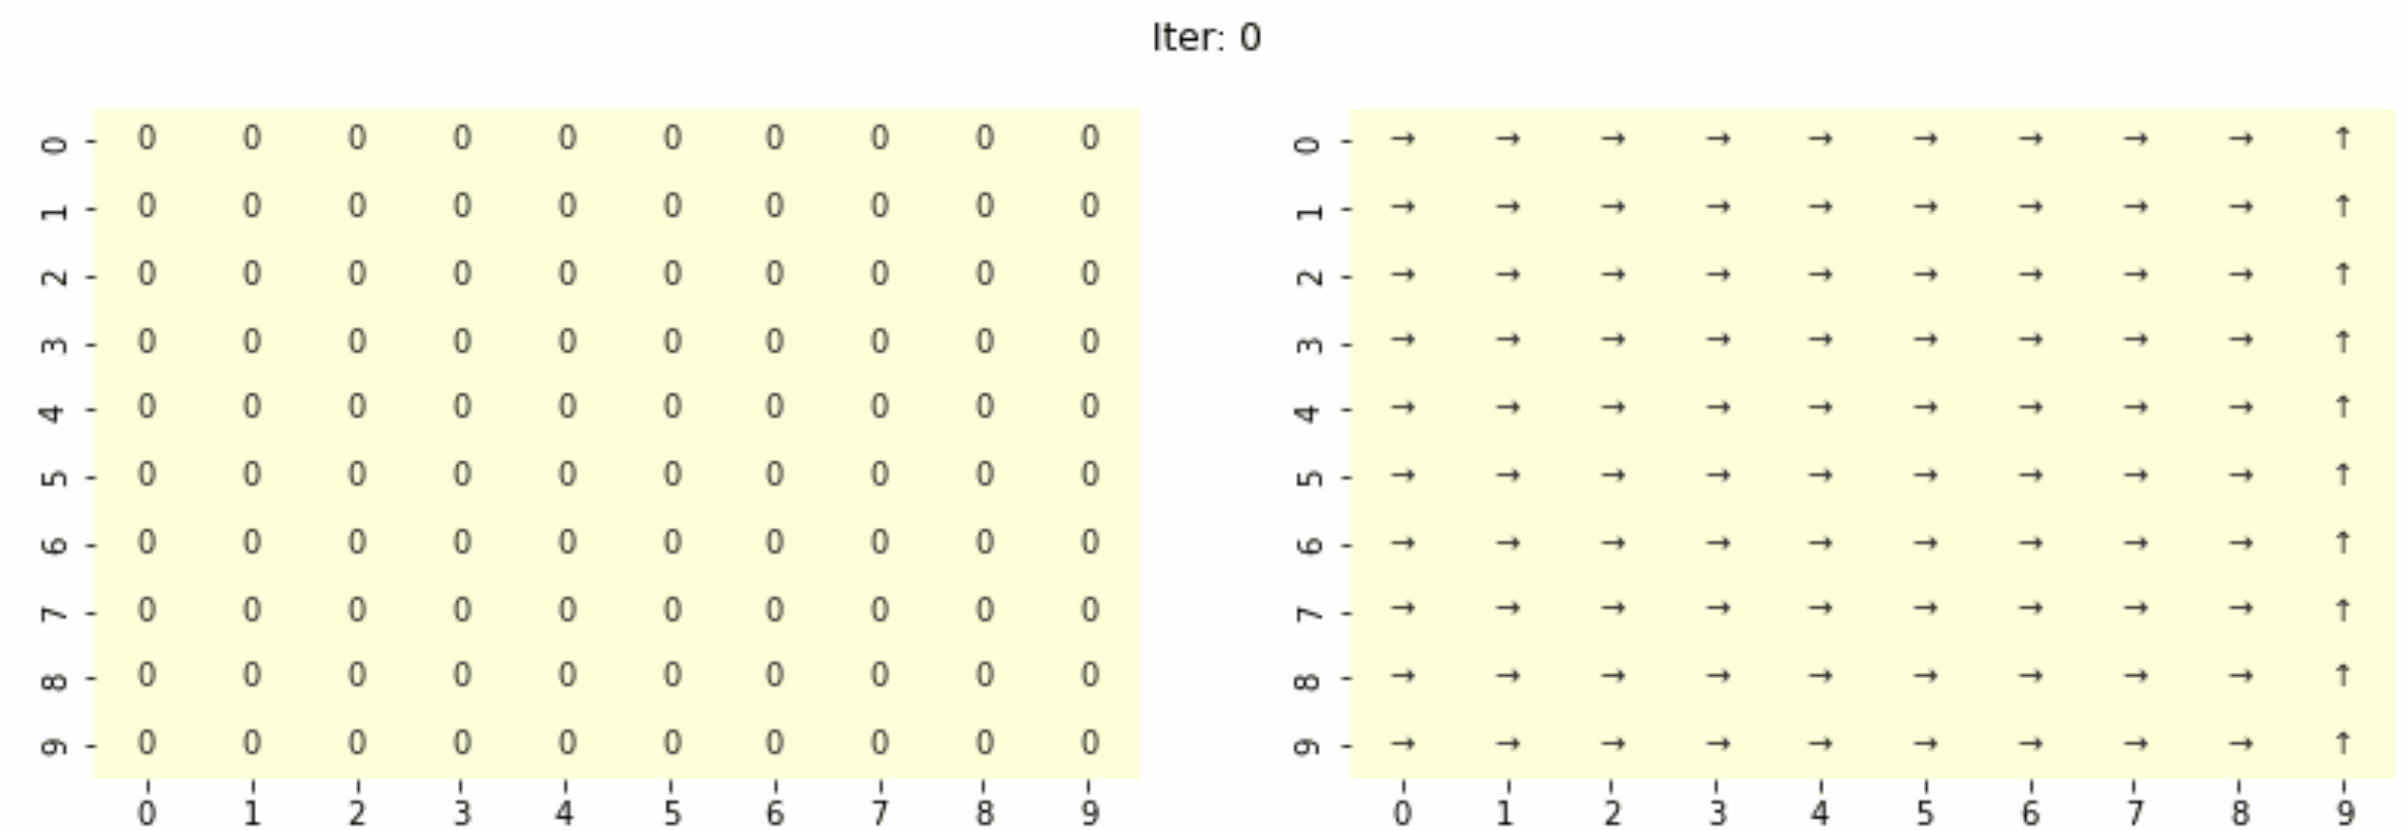 Iter: 0
0 0 0 0 0 0 0 0 0 0 0 0 → → → → → → → → → ↑
1 0 0 0 0 0 0 0 0 0 0 1 → → → → → → → → → ↑
2 0 0 0 0 0 0 0 0 0 0 2 → → → → → → → → → ↑
3 0 0 0 0 0 0 0 0 0 0 3 → → → → → → → → → ↑
4 0 0 0 0 0 0 0 0 0 0 4 → → → → → → → → → ↑
5 0 0 0 0 0 0 0 0 0 0 5 → → → → → → → → → ↑
6 0 0 0 0 0 0 0 0 0 0 6 → → → → → → → → → ↑
7 0 0 0 0 0 0 0 0 0 0 7 → → → → → → → → → ↑
8 0 0 0 0 0 0 0 0 0 0 8 → → → → → → → → → ↑
9 0 0 0 0 0 0 0 0 0 0 9 → → → → → → → → → ↑
0 1 2 3 4 5 6 7 8 9 0 1 2 3 4 5 6 7 8 9